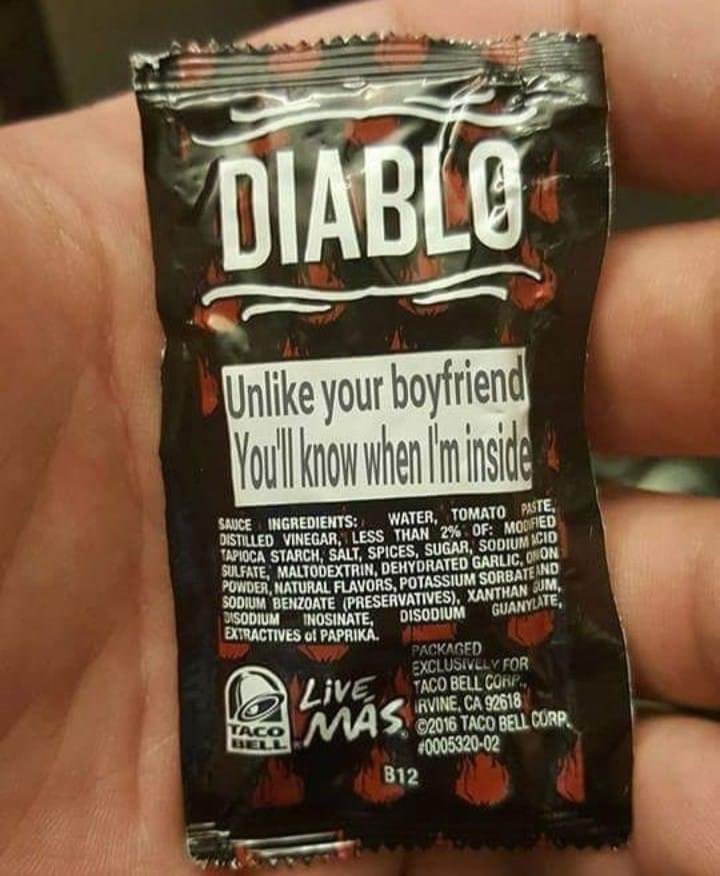 DIABLO
Unlike your boyfriend
You'll know when I'm inside
SAUCE INGREDIENTS: WATER, TOMATO PASTE,
DISTILLED VINEGAR, LESS THAN 2% OF: MODIFIED
TAPIOCA STARCH, SALT, SPICES, SUGAR, SODIUM ACID
SULFATE, MALTODEXTRIN, DEHYDRATED GARLIC, ONION
POWDER, NATURAL FLAVORS, POTASSIUM SORBATE AND
SODIUM BENZOATE (PRESERVATIVES), XANTHAN GUM,
DISODIUM INOSINATE, DISODIUM GUANYLATE,
EXTRACTIVES of PAPRIKA.
TACO
BELL
LIVE
MÁS
PACKAGED
EXCLUSIVELY FOR
TACO BELL CORP.,
IRVINE, CA 92618
©2016 TACO BELL CORP.
#0005320-02
B12